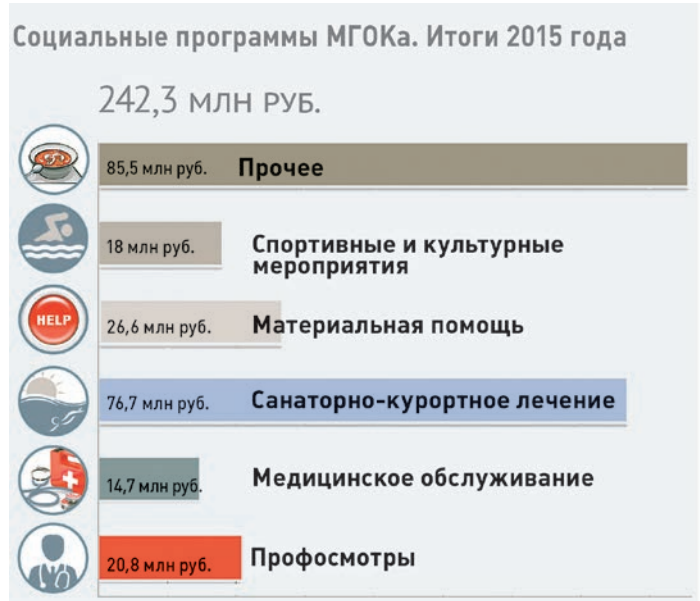 Социальные программы МГОКа. Итоги 2015 года
242,3 МЛН РУБ.
85,5 млн руб. Прочее
18 млн руб. Спортивные и культурные
мероприятия
HELP
26,6 млн руб. Материальная помощь
76,7 млн руб. Санаторно-курортное лечение
14,7 млн руб. Медицинское обслуживание
20,8 млн руб. Профосмотры